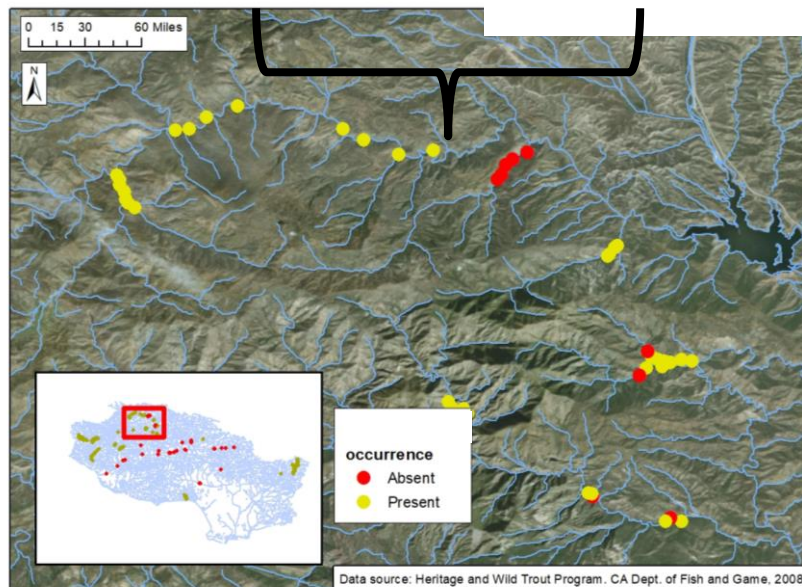 0 15 30 60 Miles
N
occurrence
Absent
Present
Data source: Heritage and Wild Trout Program. CA Dept. of Fish and Game, 2009